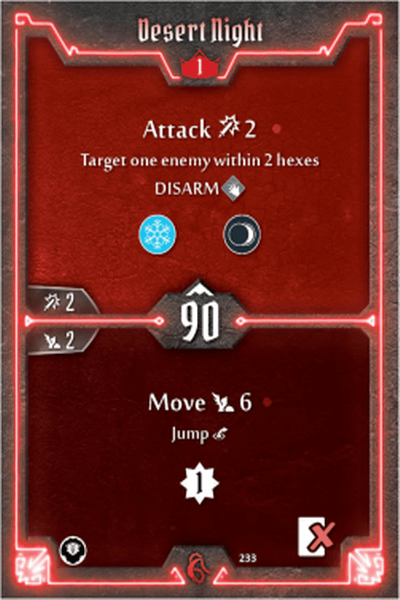 Desert Night
1
Attack 2
Target one enemy within 2 hexes
DISARM
2
90
2
Move 6
Jump
1
233